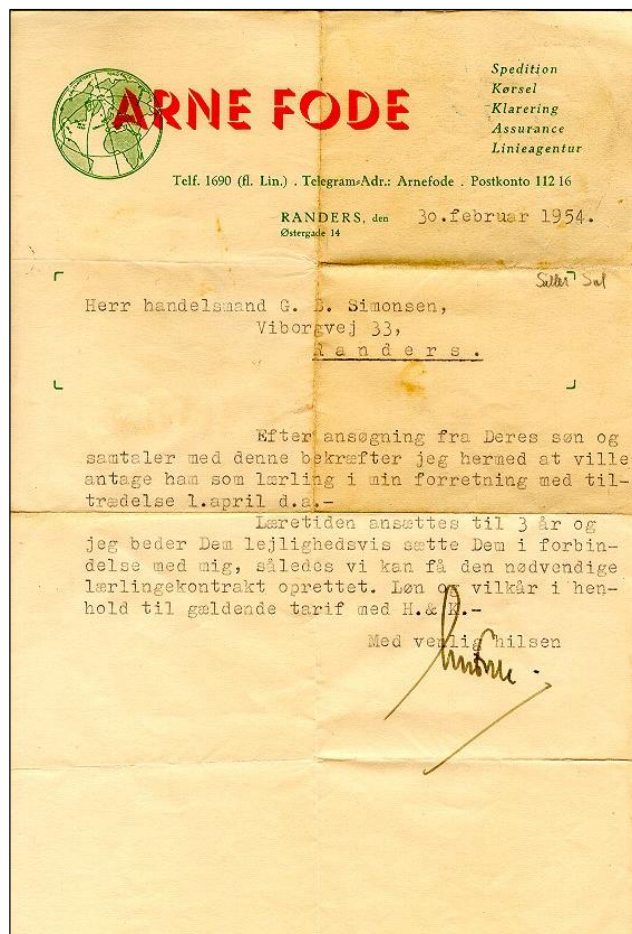 ARNE FODE
Spedition
Kørsel
Klarering
Assurance
Linieagentur
Telf. 1690 (fl. Lin.) . Telegram-Adr.: Arnefode . Postkonto 112 16
RANDERS, den 30.februar 1954.
Østergade 14
Herr handelsmand G. B. Simonsen,
Viborgvej 33,
Randers.
Efter ansøgning fra Deres søn og
samtaler med denne bekræfter jeg hermed at ville
antage ham som lærling i min forretning med til-
trædelse 1.april d.a.-
Læretiden ansættes til 3 år og
jeg beder Dem lejlighedsvis sætte Dem i forbin-
delse med mig, således vi kan få den nødvendige
lærlingekontrakt oprettet. Løn og vilkår i hen-
hold til gældende tarif med H.& K.-
Med venlig hilsen